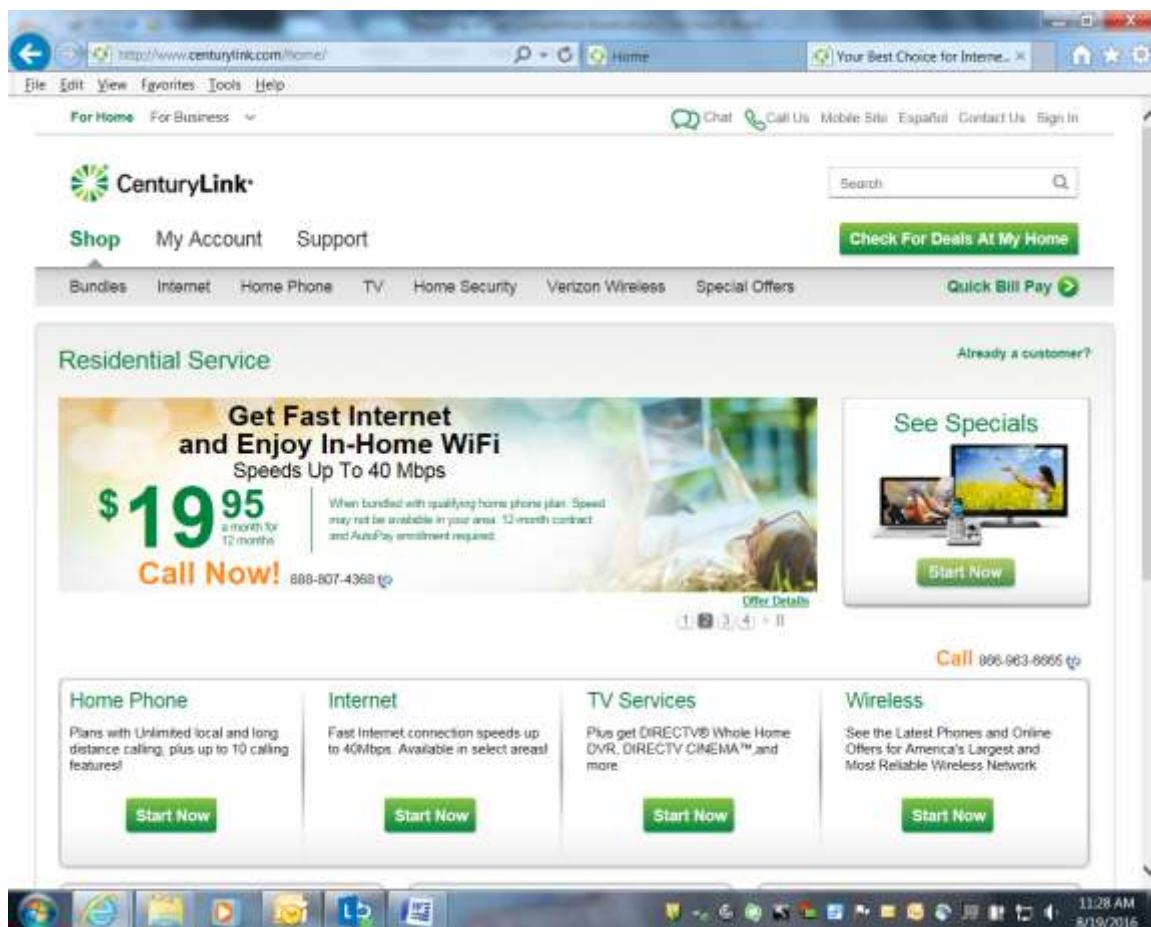 http://www.centurylink.com/home/
Home
Your Best Choice for Interne...
File Edit View Favorites Tools Help
For Home For Business
Chat Call Us Mobile Site Español Contact Us Sign In
CenturyLink
Search
Shop My Account Support
Check For Deals At My Home
Bundles Internet Home Phone TV Home Security Verizon Wireless Special Offers
Quick Bill Pay
Residential Service
Already a customer?
Get Fast Internet
and Enjoy In-Home WiFi
Speeds Up To 40 Mbps
$19 95
a month for
12 months
When bundled with qualifying home phone plan. Speed
may not be available in your area. 12-month contract
and AutoPay enrollment required.
Call Now! 888-807-4368
Offer Details
1 2 3 4
See Specials
Start Now
Call 866-963-6665
Home Phone
Plans with Unlimited local and long
distance calling, plus up to 10 calling
features!
Start Now
Internet
Fast Internet connection speeds up
to 40Mbps. Available in select areas!
Start Now
TV Services
Plus get DIRECTV® Whole Home
DVR, DIRECTV CINEMA™,and
more.
Start Now
Wireless
See the Latest Phones and Online
Offers for America's Largest and
Most Reliable Wireless Network
Start Now
11:28 AM
8/19/2016